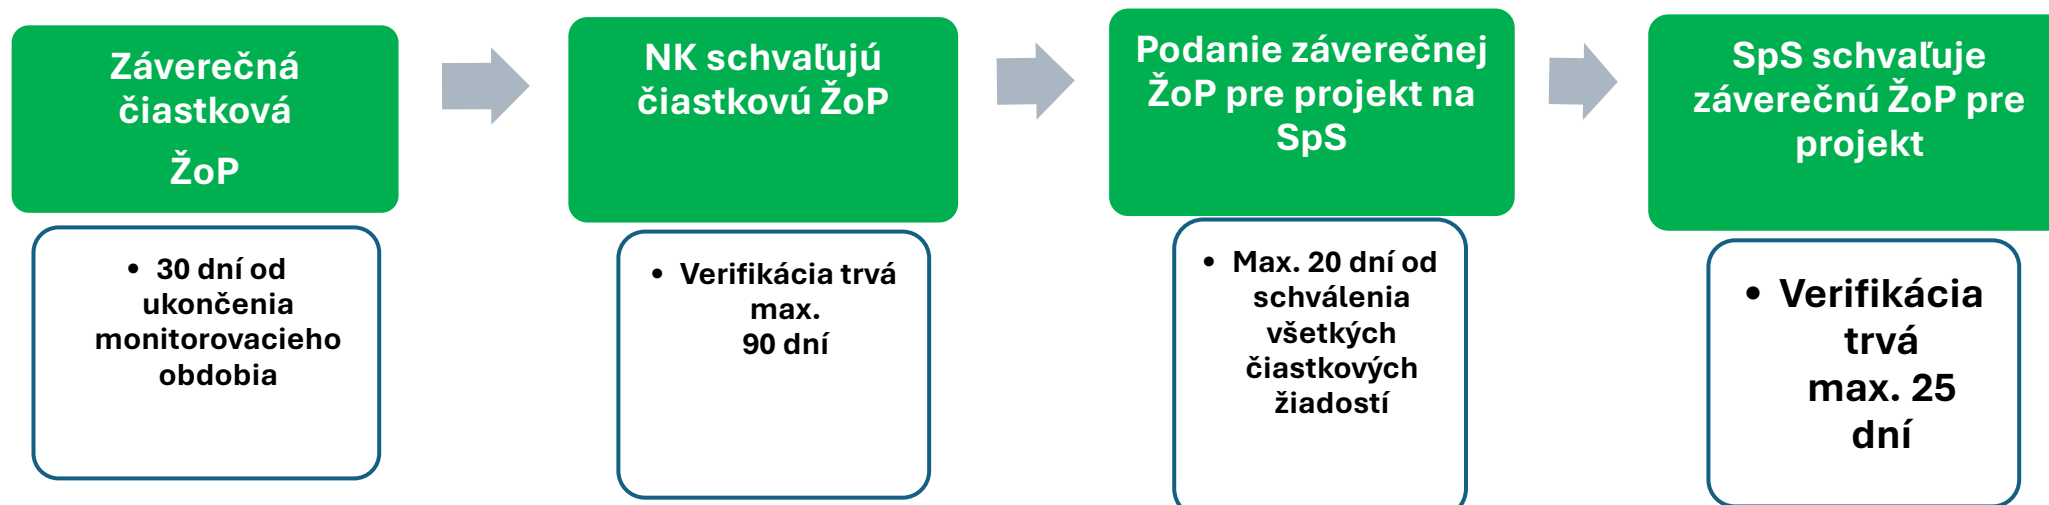 Záverečná
čiastková
ŽoP
• 30 dní od
ukončenia
monitorovacieho
obdobia
NK schvaľujú
čiastkovú ŽoP
• Verifikácia trvá
max.
90 dní
Podanie záverečnej
ŽoP pre projekt na
SpS
• Max. 20 dní od
schválenia
všetkých
čiastkových
žiadostí
SpS schvaľuje
záverečnú ŽoP pre
projekt
• Verifikácia
trvá
max. 25
dní